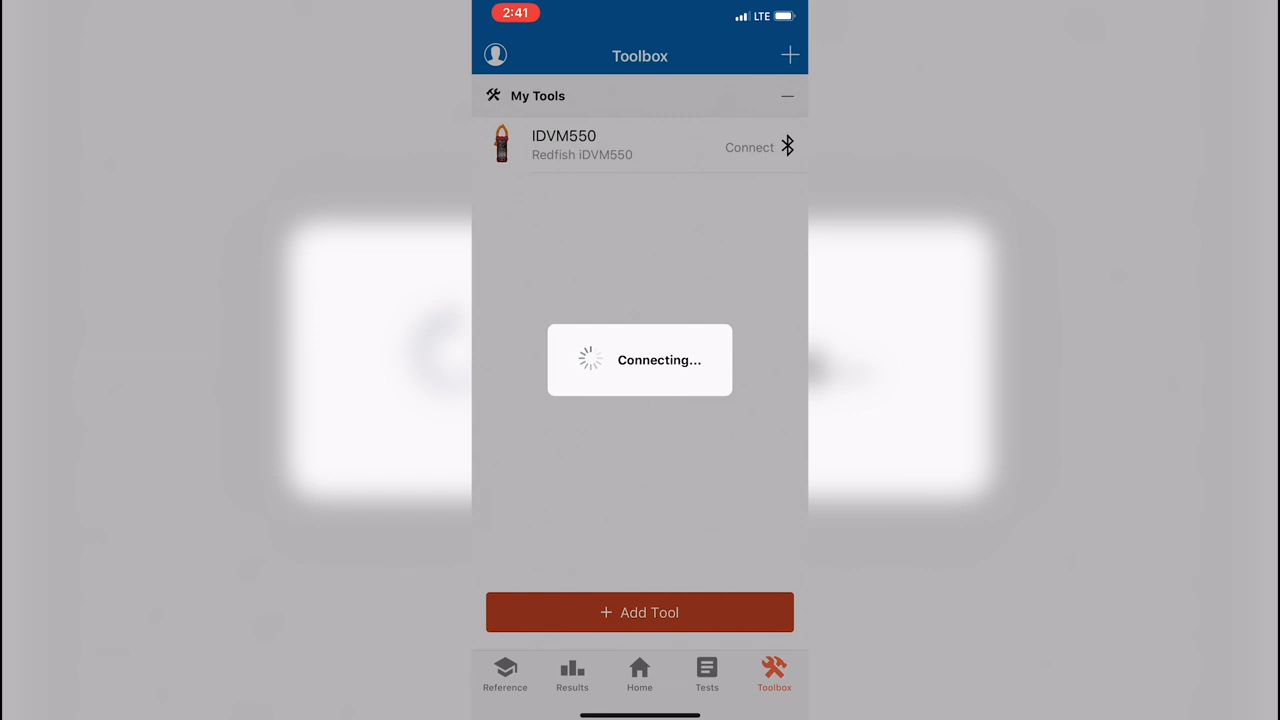 2:41
LTE
Toolbox
My Tools
IDVM550
Redfish iDVM550
Connect
Connecting...
+ Add Tool
Reference
Results
Home
Tests
Toolbox